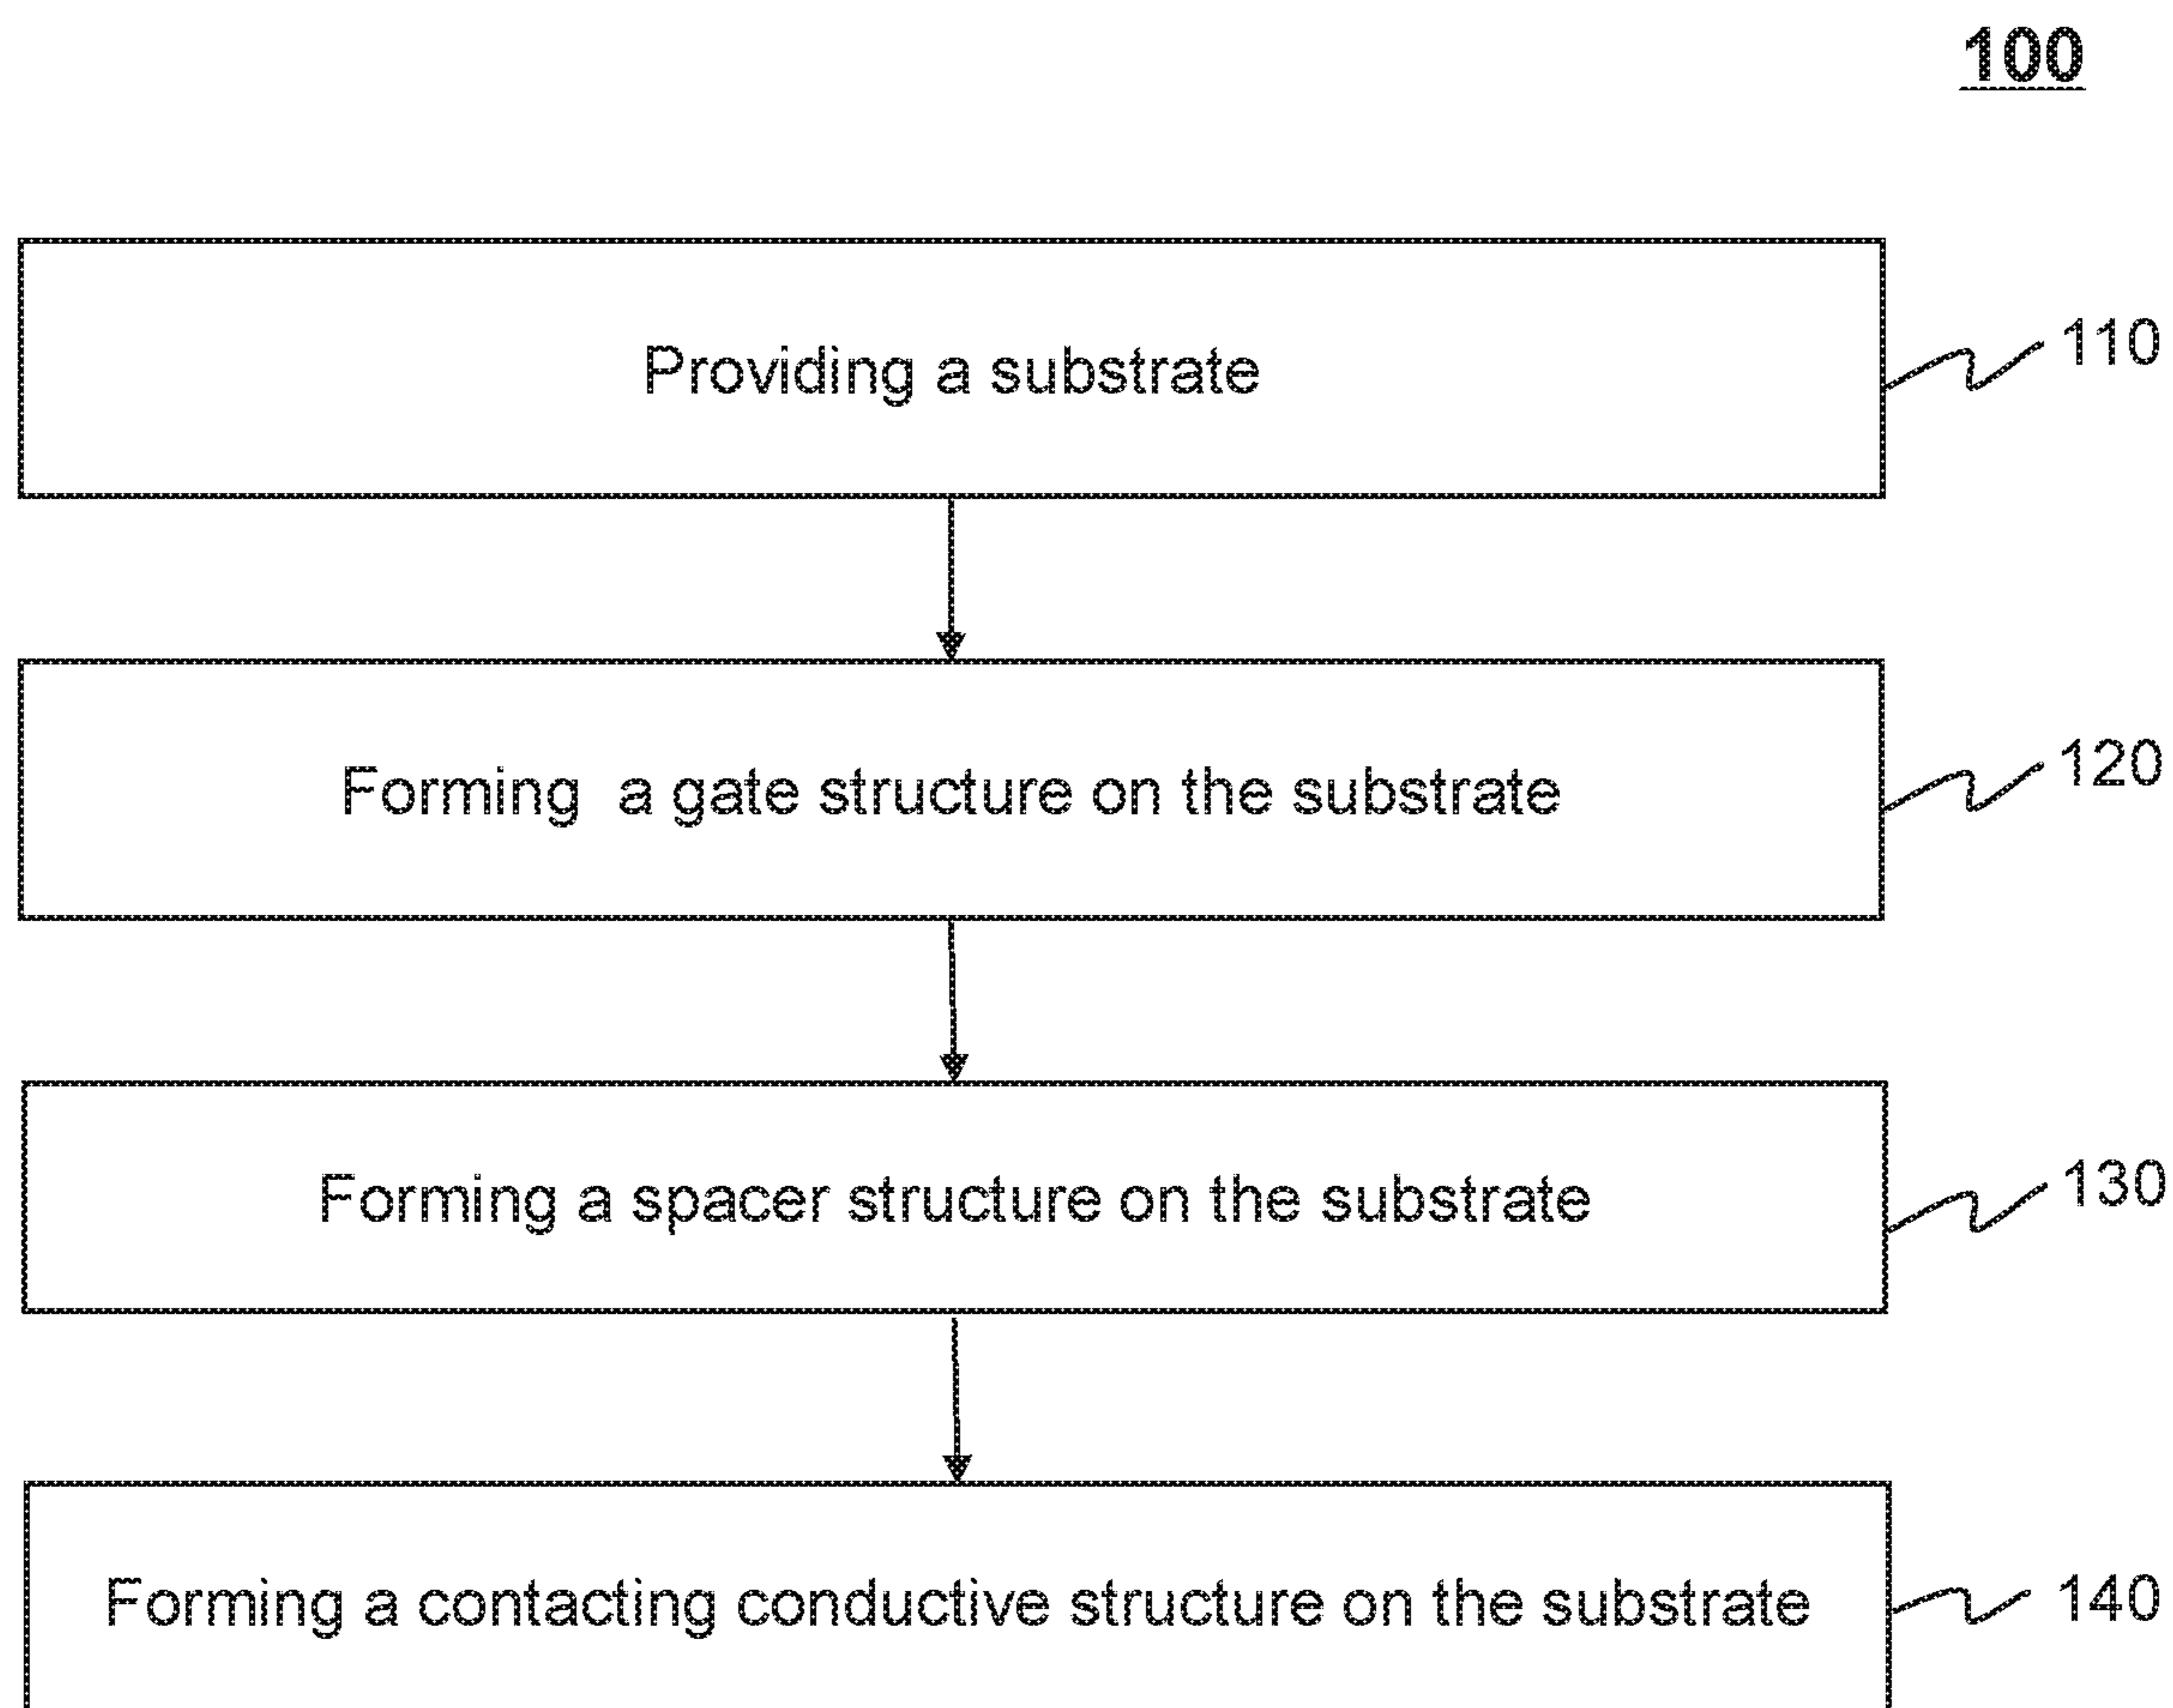 100
Providing a substrate
110
Forming a gate structure on the substrate
120
Forming a spacer structure on the substrate
130
Forming a contacting conductive structure on the substrate
140